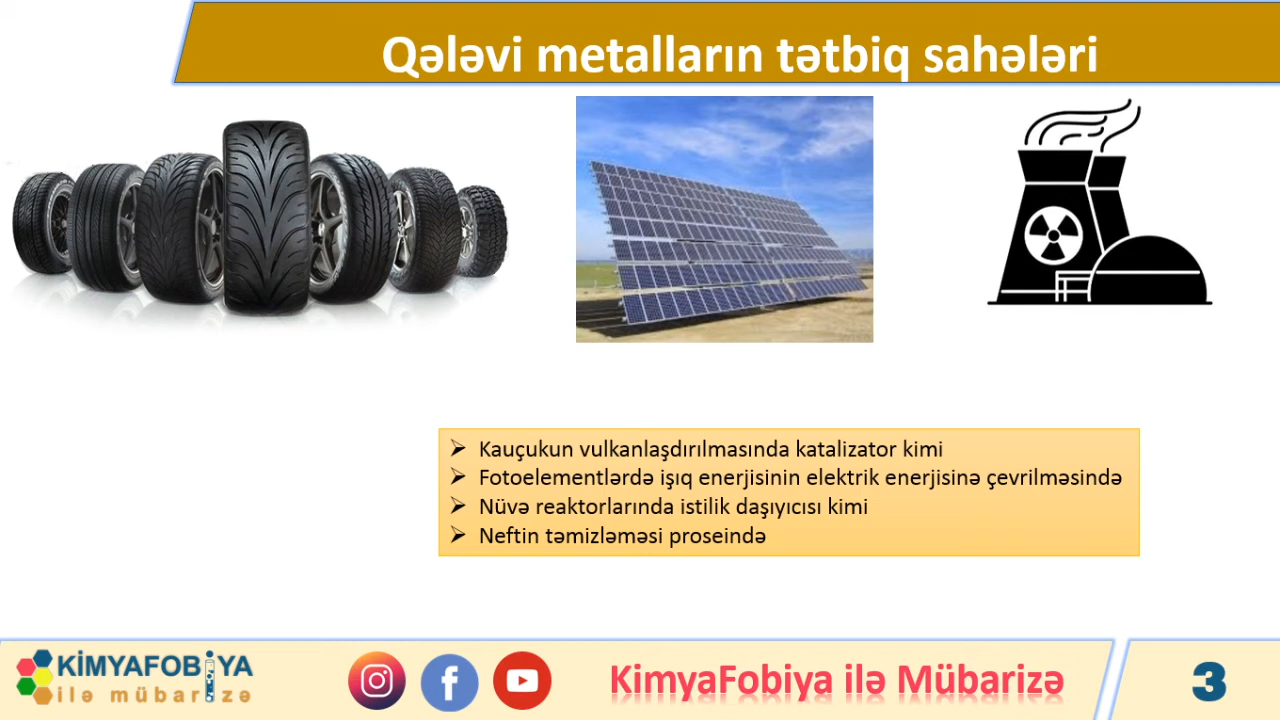 Qələvi metalların tətbiq sahələri
Kauçukun vulkanlaşdırılmasında katalizator kimi
Fotoelementlərdə işıq enerjisinin elektrik enerjisinə çevrilməsində
Nüvə reaktorlarında istilik daşıyıcısı kimi
Neftin təmizləməsi proseində
KİMYAFOBİYA
ilə mübarizə
KimyaFobiya ilə Mübarizə
3